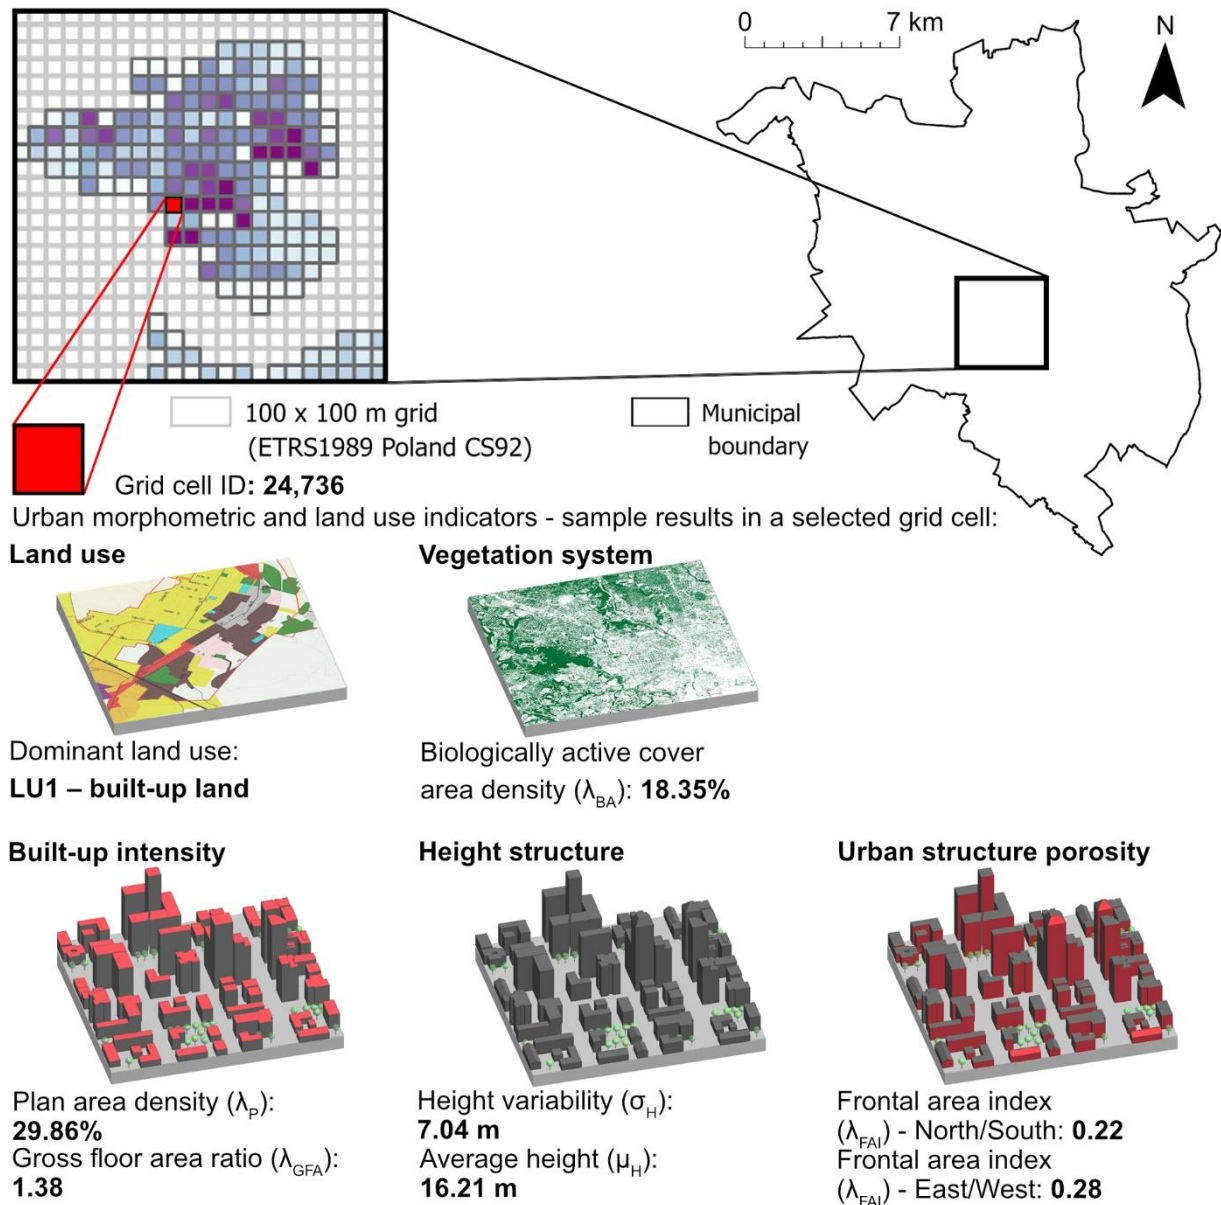 0 7 km
N
100 x 100 m grid
(ETRS1989 Poland CS92)
Municipal
boundary
Grid cell ID: 24,736
Urban morphometric and land use indicators - sample results in a selected grid cell:
Land use
Vegetation system
Dominant land use:
LU1 – built-up land
Biologically active cover
area density (λBA): 18.35%
Built-up intensity
Height structure
Urban structure porosity
Plan area density (λP):
29.86%
Gross floor area ratio (λGFA):
1.38
Height variability (σH):
7.04 m
Average height (μH):
16.21 m
Frontal area index
(λFAI) - North/South: 0.22
Frontal area index
(λFAI) - East/West: 0.28